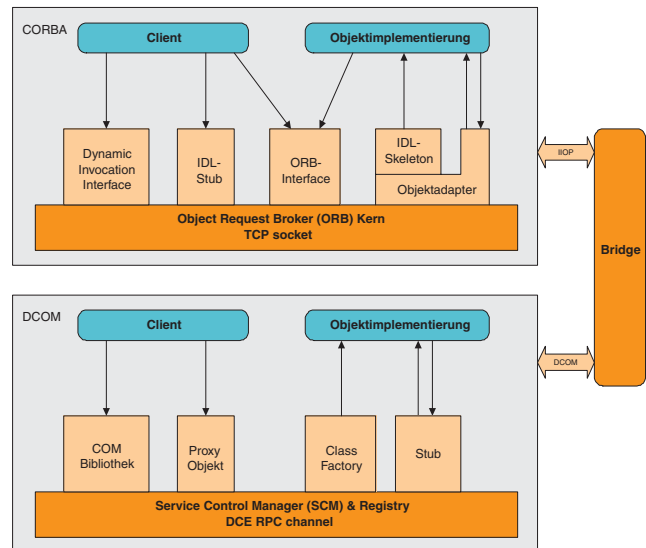 CORBA
Client
Objektimplementierung
Dynamic
Invocation
Interface
IDL-
Stub
ORB-
Interface
IDL-
Skeleton
Objektadapter
Object Request Broker (ORB) Kern
TCP socket
IIOP
Bridge
DCOM
Client
Objektimplementierung
DCOM
COM
Bibliothek
Proxy
Objekt
Class
Factory
Stub
Service Control Manager (SCM) & Registry
DCE RPC channel